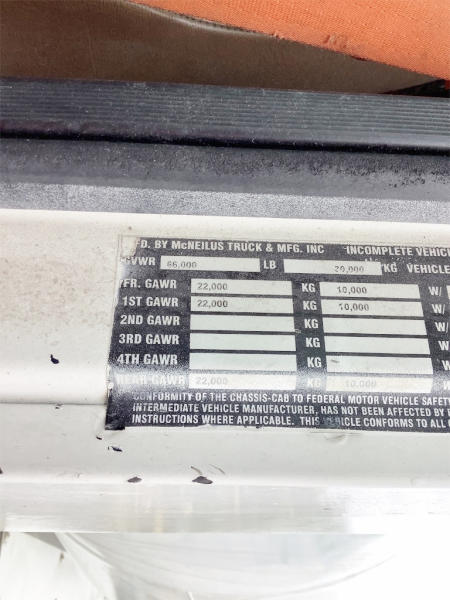 MFD. BY McNEILUS TRUCK & MFG. INC INCOMPLETE VEHIC
GVWR 66,000 LB KG VEHICLE
FR. GAWR 22,000 KG 10,000 W/
1ST GAWR 22,000 KG 10,000 W/
2ND GAWR KG W/
3RD GAWR KG W
4TH GAWR KG W
REAR GAWR 22,000 KG 10,000 W/
CONFORMITY OF THE CHASSIS-CAB TO FEDERAL MOTOR VEHICLE SAFETY
INTERMEDIATE VEHICLE MANUFACTURER, HAS NOT BEEN AFFECTED BY
INSTRUCTIONS WHERE APPLICABLE. THIS VEHICLE CONFORMS TO ALL